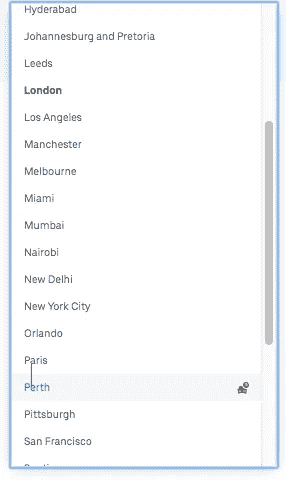 Hyderabad
Johannesburg and Pretoria
Leeds
London
Los Angeles
Manchester
Melbourne
Miami
Mumbai
Nairobi
New Delhi
New York City
Orlando
Paris
Perth
Pittsburgh
San Francisco